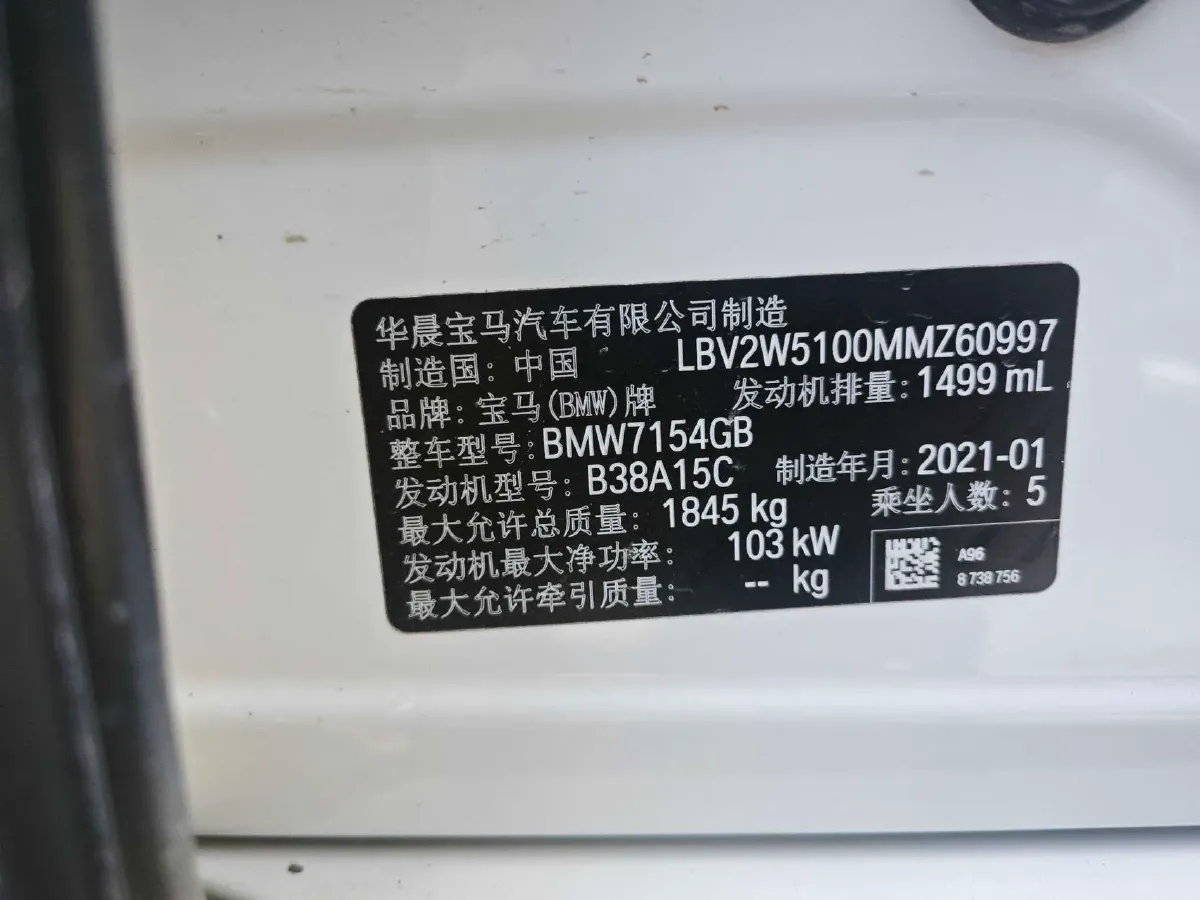 华晨宝马汽车有限公司制造
制造国：中国 LBV2W5100MMZ60997
品牌：宝马(BMW)牌 发动机排量：1499 mL
整车型号：BMW7154GB
发动机型号：B38A15C 制造年月：2021-01
最大允许总质量：1845 kg 乘坐人数：5
发动机最大净功率：103 kW
最大允许牵引质量：-- kg
A96
8 738 756